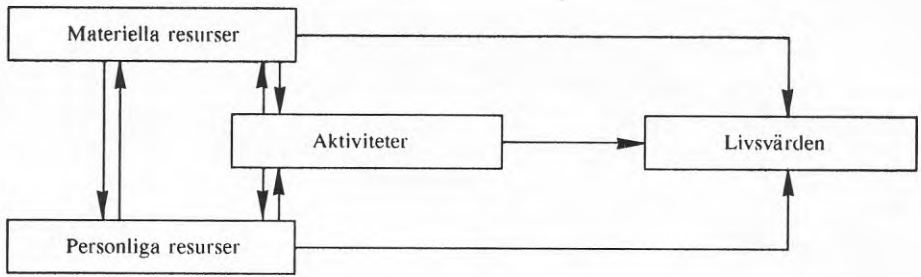 Materiella resurser
Aktiviteter
Livsvärden
Personliga resurser